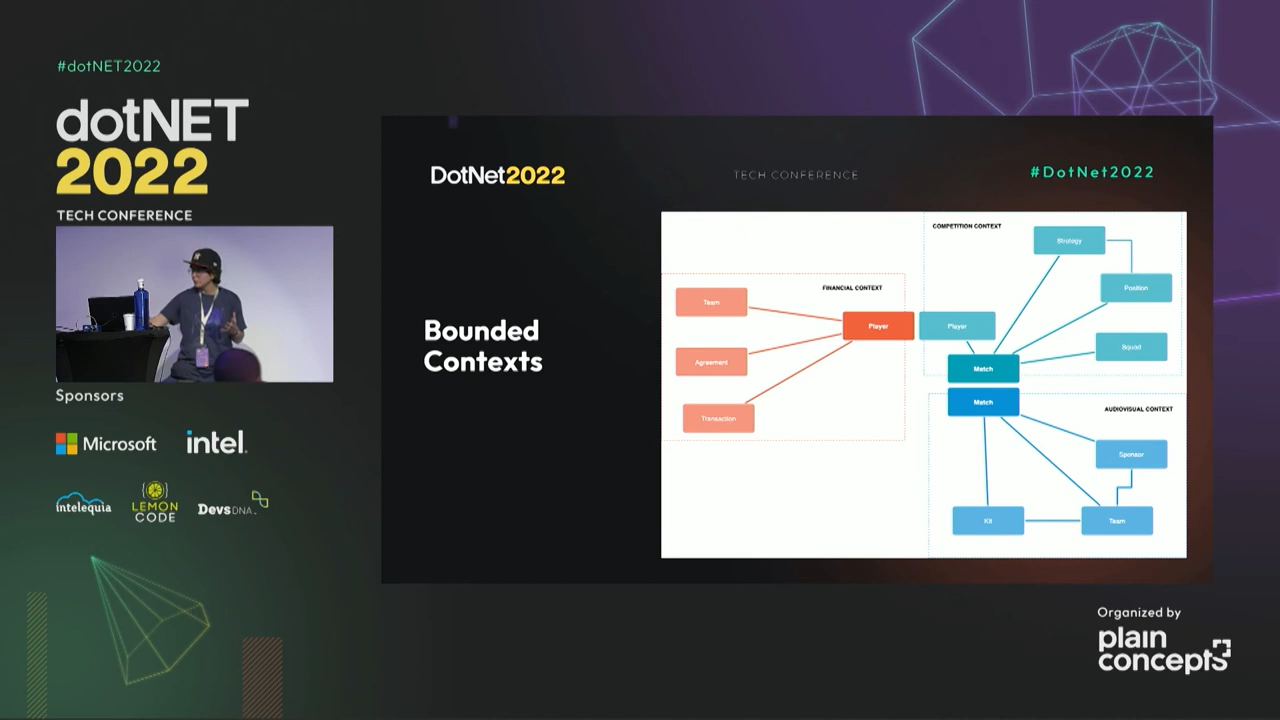 #dotNET2022
dotNET
2022
TECH CONFERENCE
Sponsors
Microsoft
intel.
intelequia
LEMON
CODE
DevsDNA
DotNet2022
TECH CONFERENCE
#DotNet2022
Bounded
Contexts
FINANCIAL CONTEXT
Team
Agreement
Transaction
Player
COMPETITION CONTEXT
Strategy
Position
Player
Squad
Match
Match
AUDIOVISUAL CONTEXT
Sponsor
Kit
Team
Organized by
plain
concepts